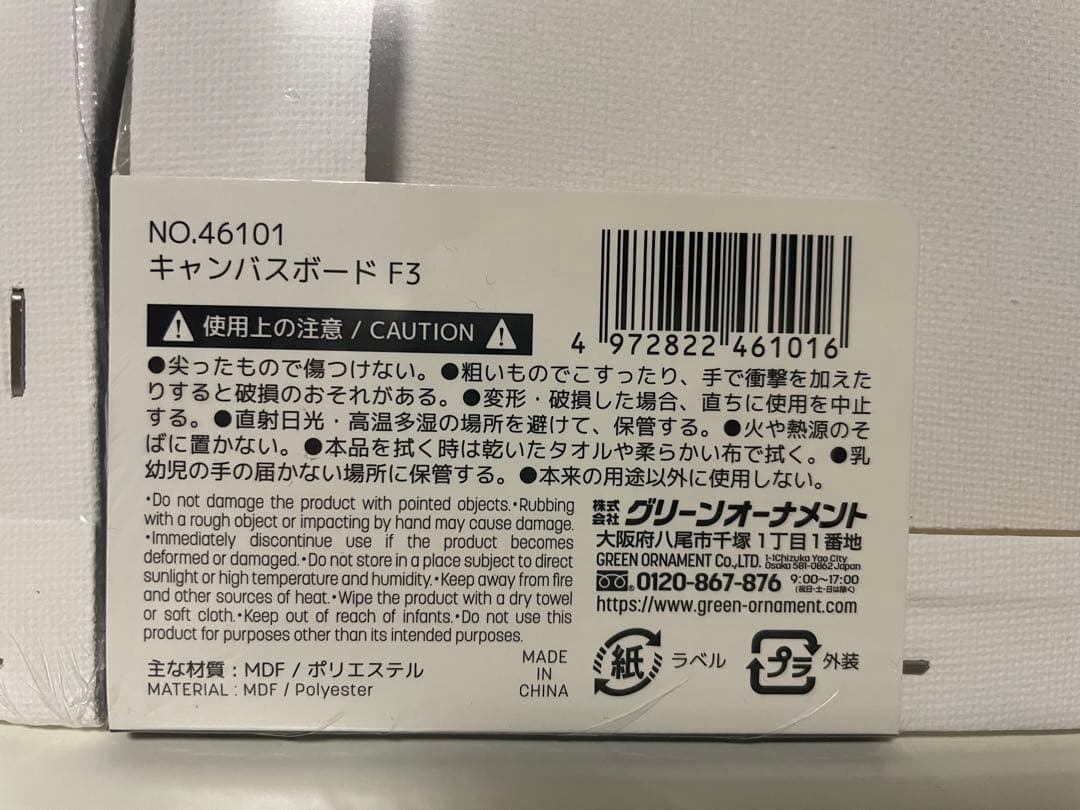 NO.46101
キャンバスボード F3
4 972822 461016
使用上の注意 / CAUTION
●尖ったもので傷つけない。●粗いものでこすったり、手で衝撃を加えた
りすると破損のおそれがある。●変形・破損した場合、直ちに使用を中止
する。●直射日光・高温多湿の場所を避けて、保管する。●火や熱源のそ
ばに置かない。●本品を拭く時は乾いたタオルや柔らかい布で拭く。●乳
幼児の手の届かない場所に保管する。●本来の用途以外に使用しない。
•Do not damage the product with pointed objects.•Rubbing
with a rough object or impacting by hand may cause damage.
•Immediately discontinue use if the product becomes
deformed or damaged.•Do not store in a place subject to direct
sunlight or high temperature and humidity.•Keep away from fire
and other sources of heat.•Wipe the product with a dry towel
or soft cloth.•Keep out of reach of infants.•Do not use this
product for purposes other than its intended purposes.
主な材質：MDF / ポリエステル
MATERIAL : MDF / Polyester
MADE
IN
CHINA
株式会社 グリーンオーナメント
大阪府八尾市千塚1丁目1番地
GREEN ORNAMENT Co.,LTD. 1-1Chizuka Yao City Osaka 581-0862 Japan
0120-867-876 9:00〜17:00 (祝日・土・日は除く)
https://www.green-ornament.com
紙 ラベル
プラ 外装